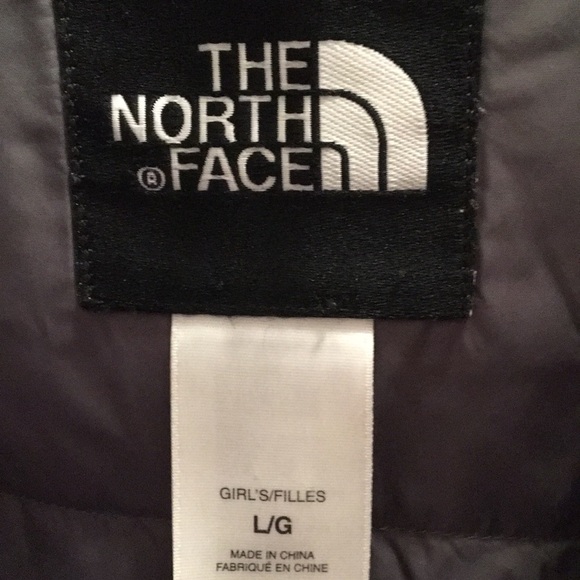 THE
NORTH
® FACE
GIRL'S/FILLES
L/G
MADE IN CHINA
FABRIQUÉ EN CHINE